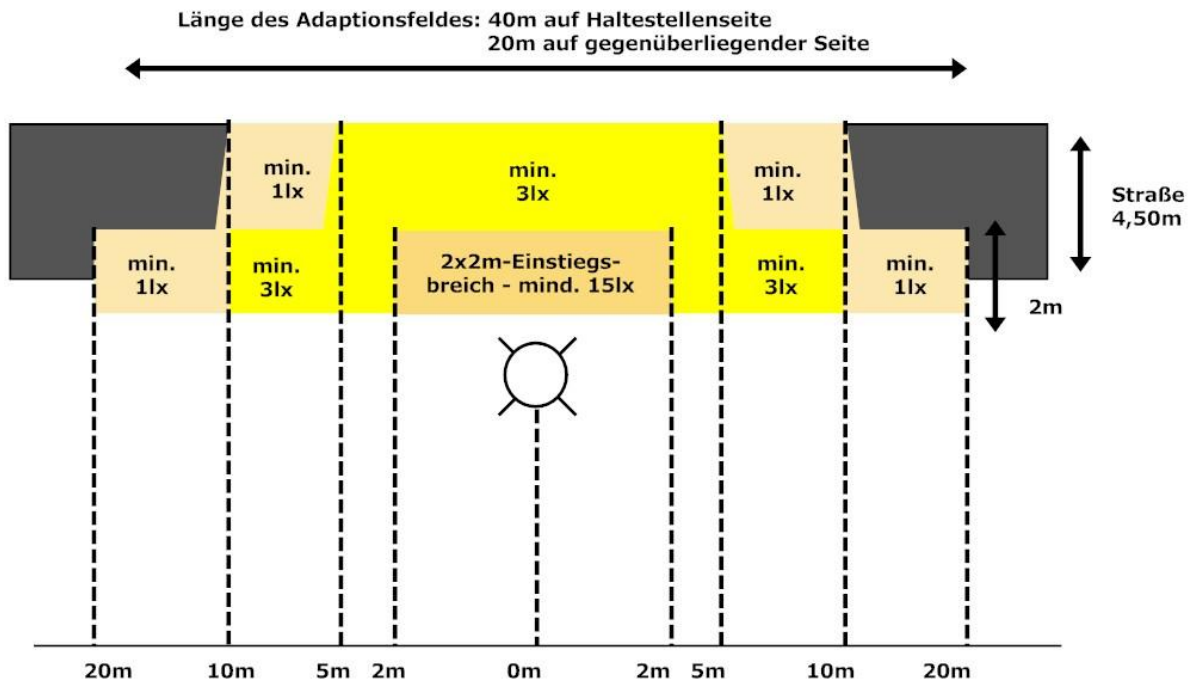 Länge des Adaptionsfeldes: 40m auf Haltestellenseite
20m auf gegenüberliegender Seite
min.
1lx
min.
3lx
min.
1lx
Straße
4,50m
min.
1lx
min.
3lx
2x2m-Einstiegs-
breich - mind. 15lx
min.
3lx
min.
1lx
2m
20m 10m 5m 2m 0m 2m 5m 10m 20m